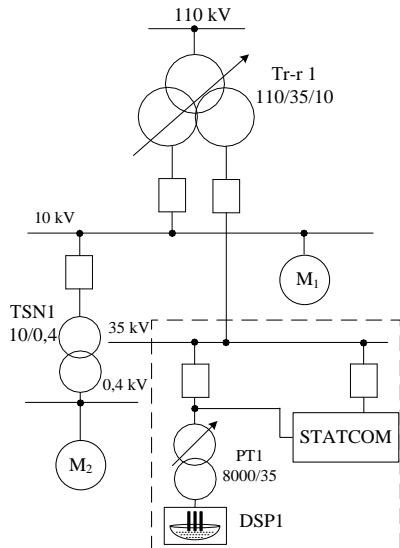 110 kV
Tr-r 1
110/35/10
10 kV
M₁
TSN1
10/0,4
35 kV
0,4 kV
STATCOM
M₂
PT1
8000/35
DSP1